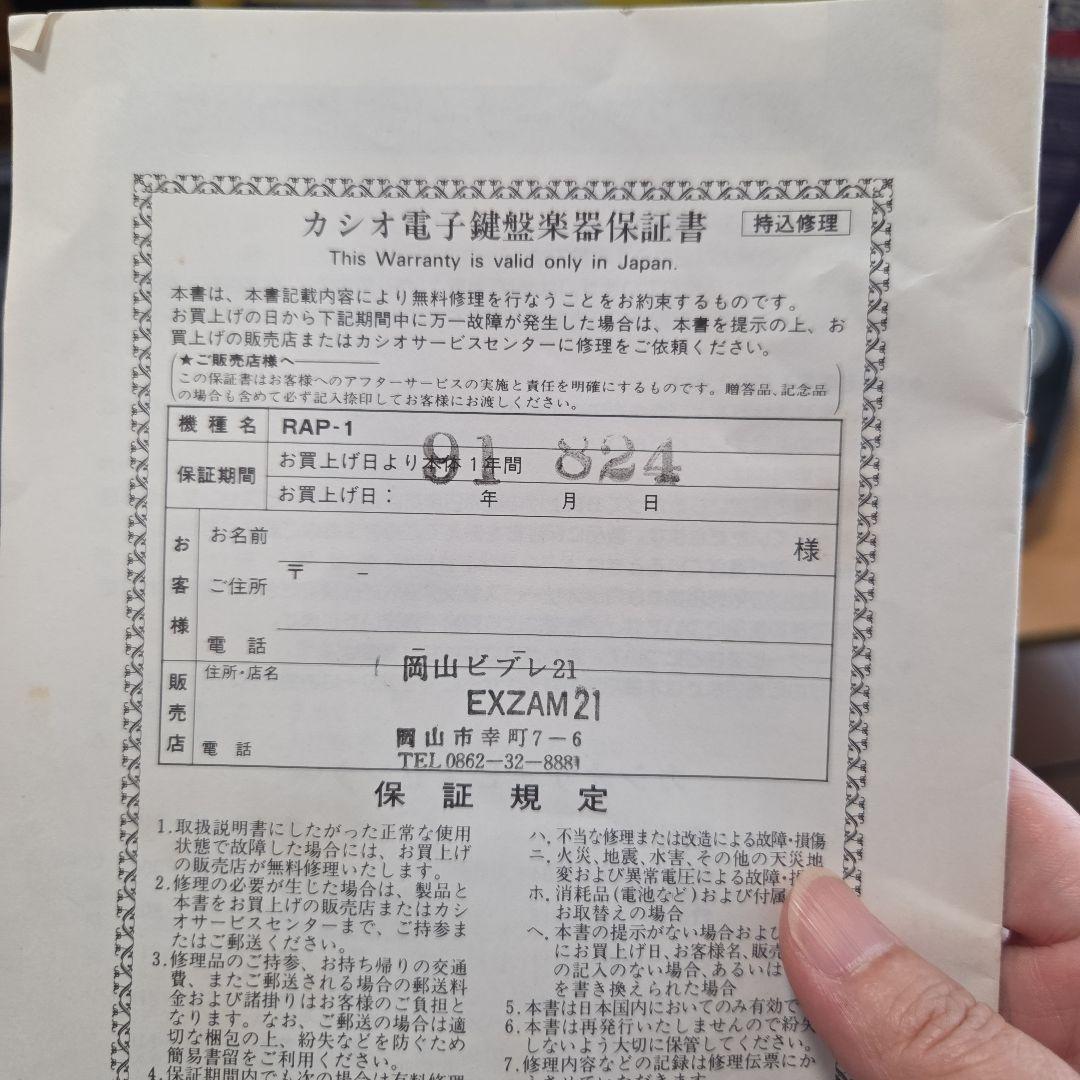 カシオ電子鍵盤楽器保証書 持込修理
This Warranty is valid only in Japan.
本書は、本書記載内容により無料修理を行なうことをお約束するものです。
お買上げの日から下記期間中に万一故障が発生した場合は、本書を提示の上、お
買上げの販売店またはカシオサービスセンターに修理をご依頼ください。
★ご販売店様へ
この保証書はお客様へのアフターサービスの実施と責任を明確にするものです。贈答品、記念品
の場合も含めて必ず記入捺印してお客様にお渡しください。
機種名 RAP-1
91 824
保証期間 お買上げ日より本体1年間
お買上げ日： 年 月 日
お客様
お名前 様
ご住所 〒 －
電話 － －
販売店
住所・店名 岡山ビブレ21
EXZAM21
岡山市幸町7－6
電話 TEL0862－32－8881
保証規定
1.取扱説明書にしたがった正常な使用
状態で故障した場合には、お買上げ
の販売店が無料修理いたします。
2.修理の必要が生じた場合は、製品と
本書をお買上げの販売店またはカシ
オサービスセンターまで、ご持参ま
たはご郵送ください。
3.修理品のご持参、お持ち帰りの交通
費、またご郵送される場合の郵送料
金および諸掛りはお客様のご負担と
なります。なお、ご郵送の場合は適
切な梱包の上、紛失などを防ぐため
簡易書留をご利用ください。
4.保証期間内でも次の場合は有料修理
ハ.不当な修理または改造による故障・損傷
ニ.火災、地震、水害、その他の天災地
変および異常電圧による故障・
ホ.消耗品(電池など)および付属
お取替えの場合
ヘ.本書の提示がない場合およ
にお買上げ日、お客様名、販売
の記入のない場合、あるいは
を書き換えられた場合
5.本書は日本国内においてのみ有効で
6.本書は再発行いたしませんので紛失
しないよう大切に保管してください。
7.修理内容などの記録は修理伝票にか